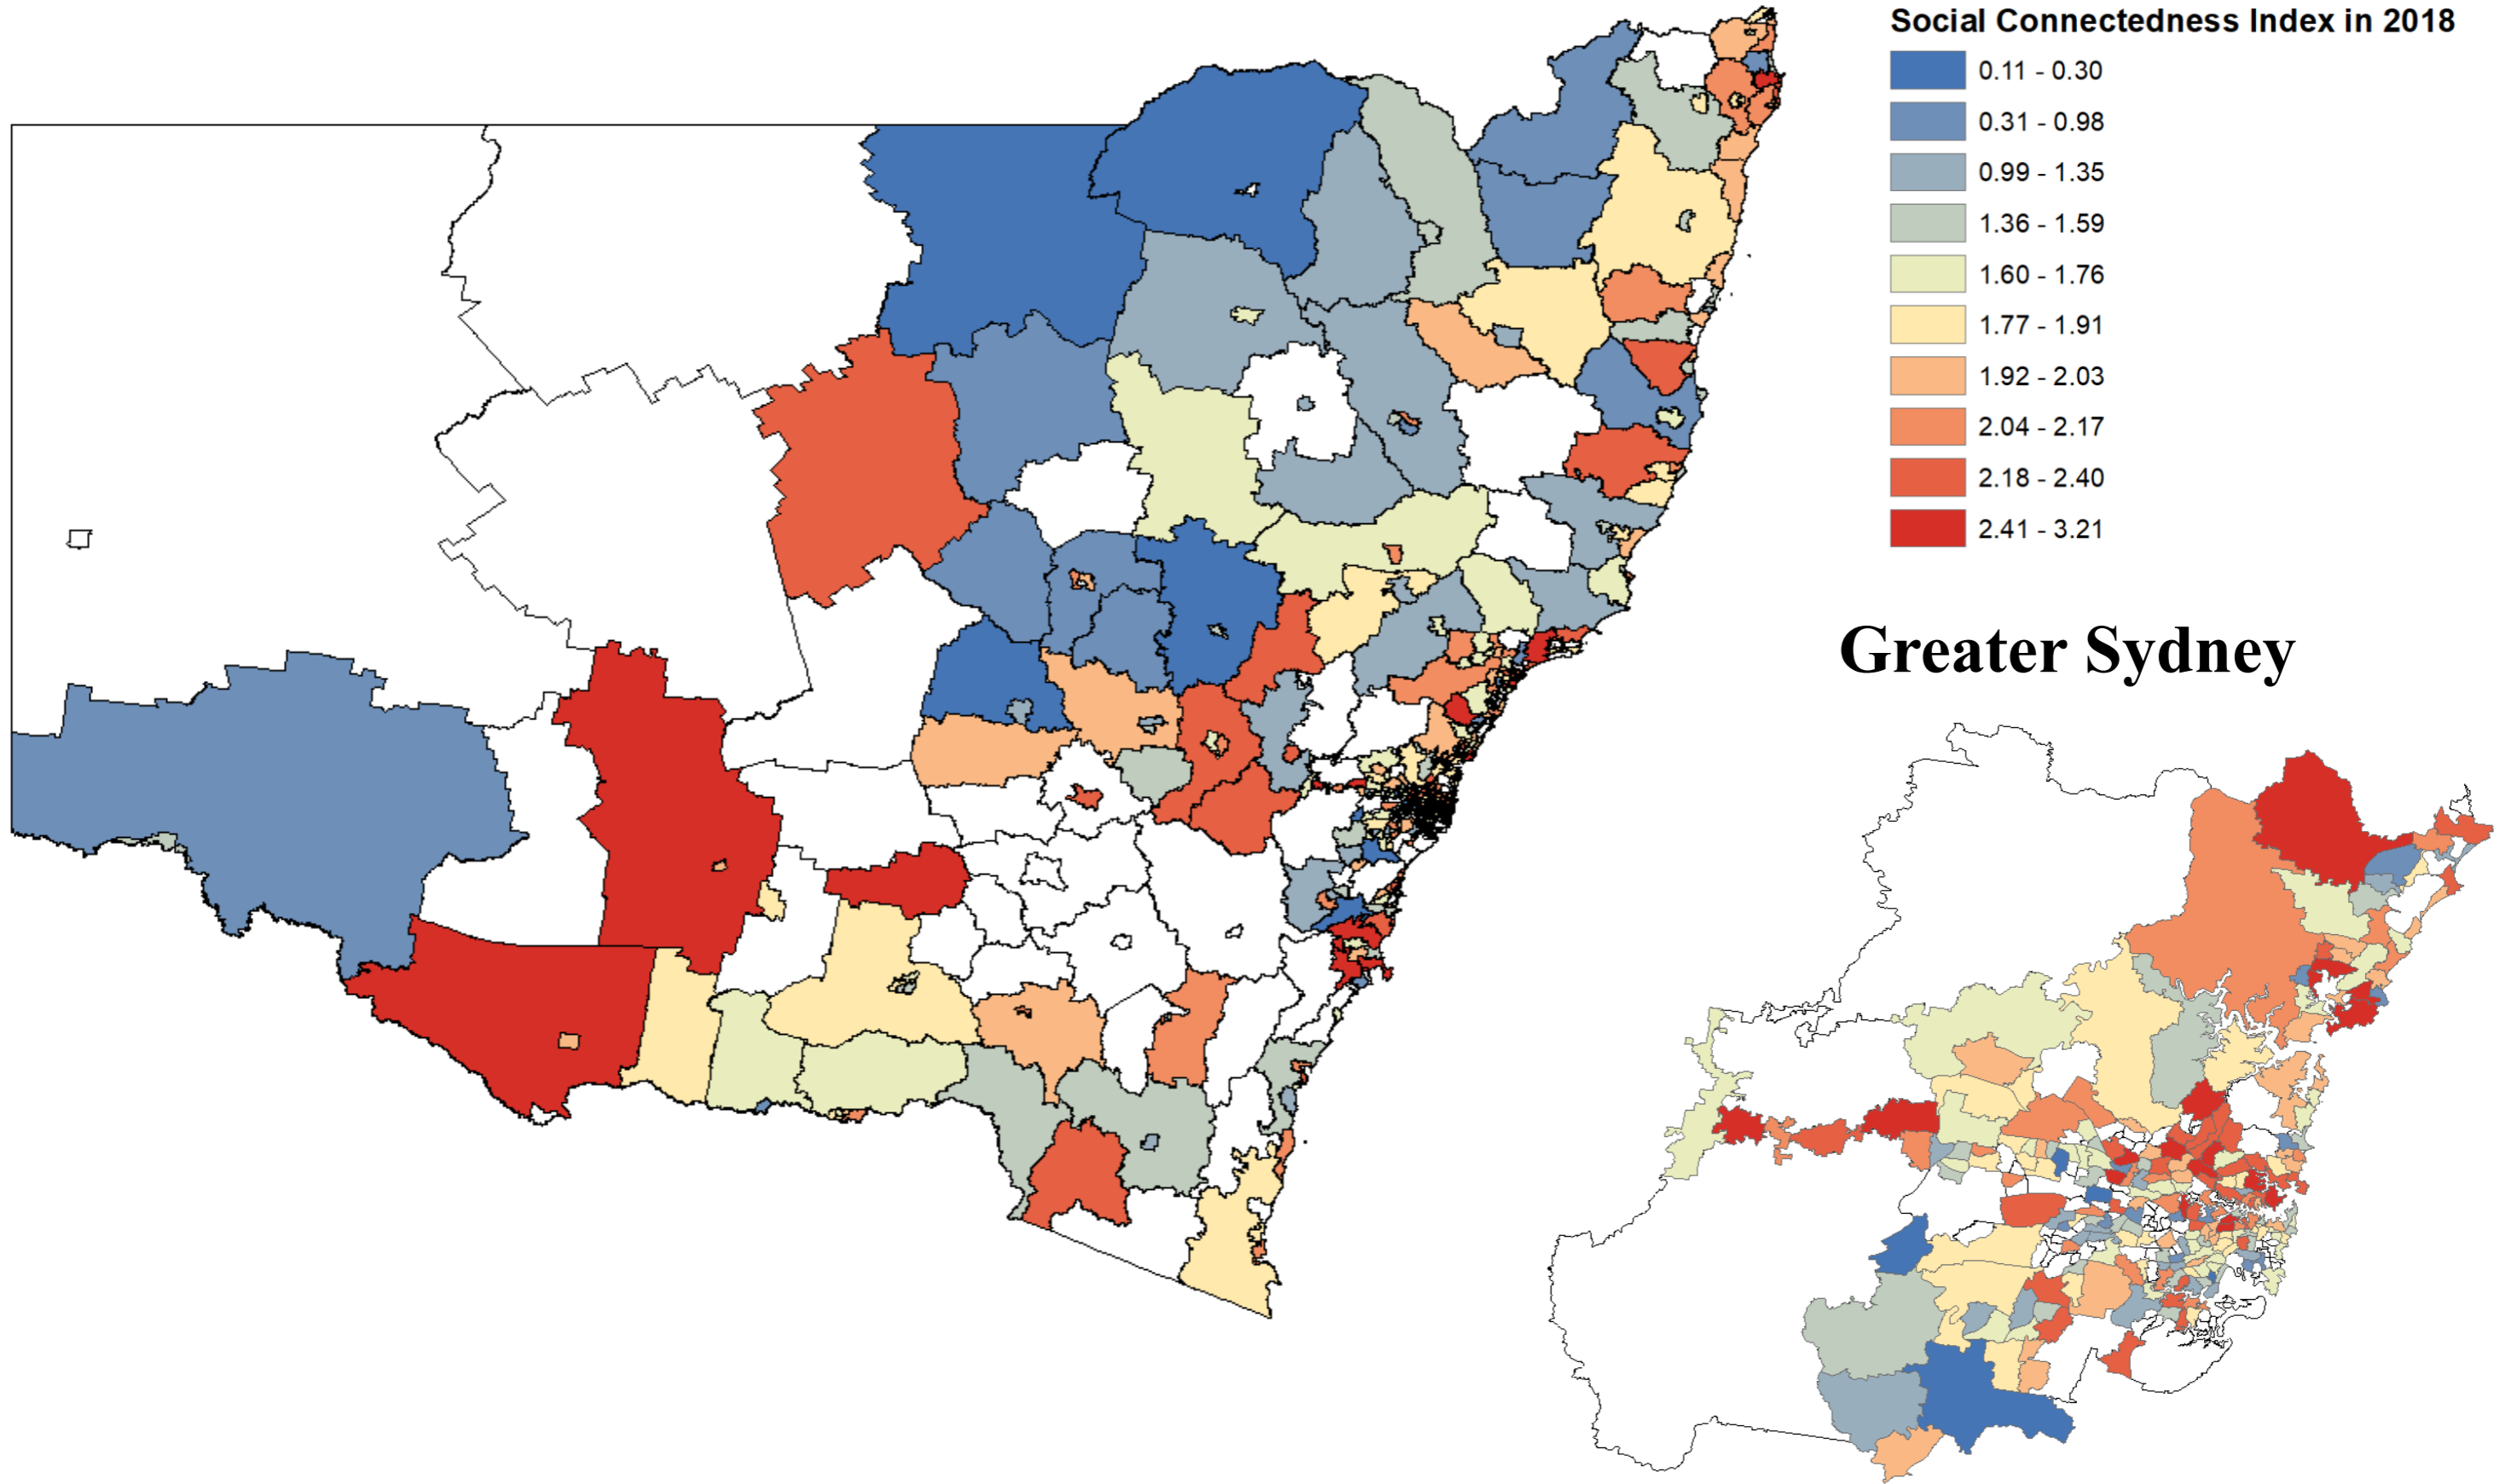 Social Connectedness Index in 2018
0.11 - 0.30
0.31 - 0.98
0.99 - 1.35
1.36 - 1.59
1.60 - 1.76
1.77 - 1.91
1.92 - 2.03
2.04 - 2.17
2.18 - 2.40
2.41 - 3.21
Greater Sydney